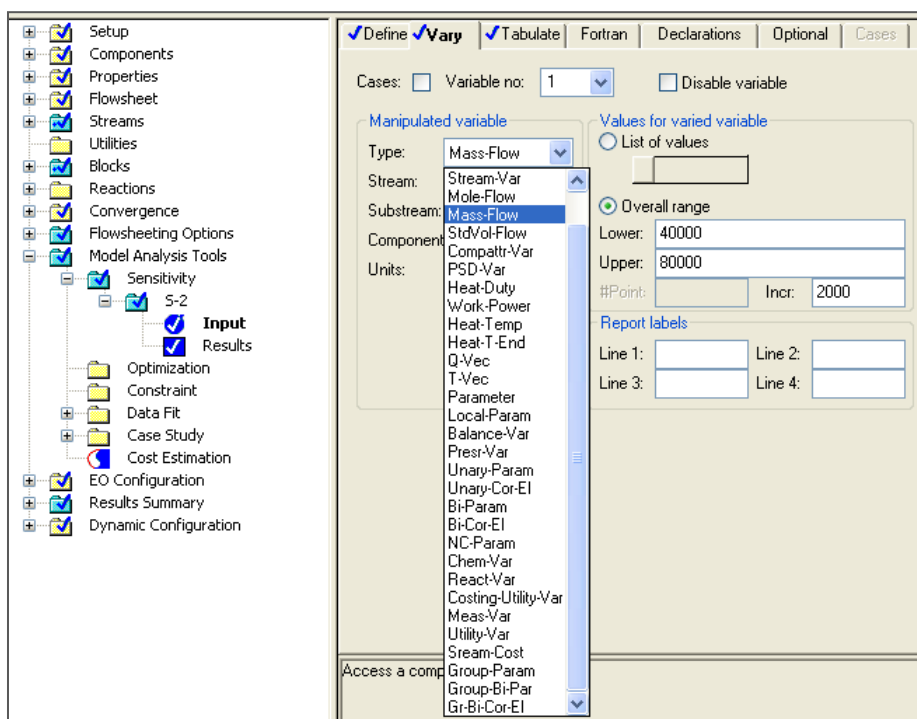 Setup
Components
Properties
Flowsheet
Streams
Utilities
Blocks
Reactions
Convergence
Flowsheeting Options
Model Analysis Tools
Sensitivity
S-2
Input
Results
Optimization
Constraint
Data Fit
Case Study
Cost Estimation
EO Configuration
Results Summary
Dynamic Configuration
Define Vary Tabulate Fortran Declarations Optional Cases
Cases: Variable no: 1 Disable variable
Manipulated variable
Type: Mass-Flow
Stream:
Substream:
Component
Units:
Stream-Var
Mole-Flow
Mass-Flow
StdVol-Flow
Compattr-Var
PSD-Var
Heat-Duty
Work-Power
Heat-Temp
Heat-T-End
Q-Vec
T-Vec
Parameter
Local-Param
Balance-Var
Presr-Var
Unary-Param
Unary-Cor-El
Bi-Param
Bi-Cor-El
NC-Param
Chem-Var
React-Var
Costing-Utility-Var
Meas-Var
Utility-Var
Sream-Cost
Group-Param
Group-Bi-Par
Gr-Bi-Cor-El
Values for varied variable
List of values
Overall range
Lower: 40000
Upper: 80000
#Point: Incr: 2000
Report labels
Line 1: Line 2:
Line 3: Line 4:
Access a comp